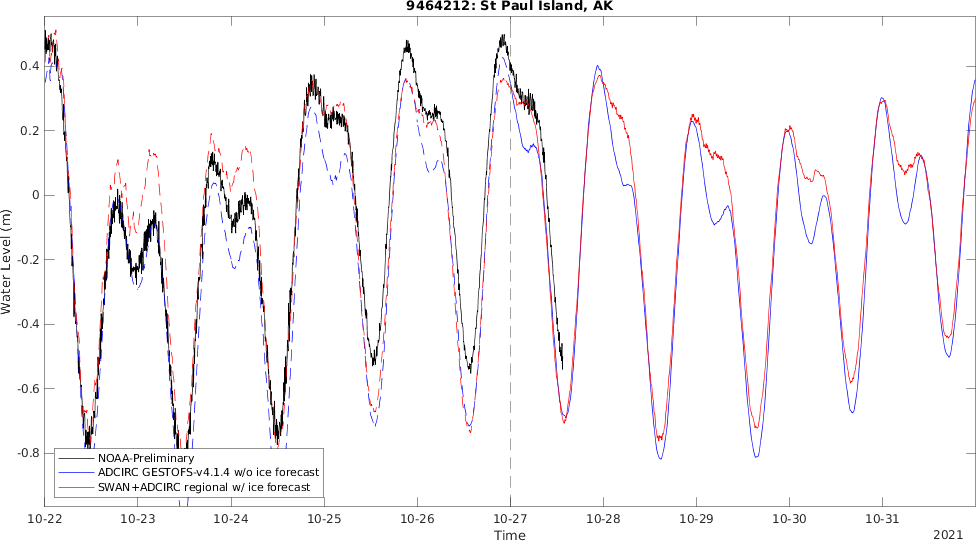 9464212: St Paul Island, AK
0.4
0.2
0
-0.2
-0.4
-0.6
-0.8
Water Level (m)
NOAA-Preliminary
ADCIRC GESTOFS-v4.1.4 w/o ice forecast
SWAN+ADCIRC regional w/ ice forecast
10-22 10-23 10-24 10-25 10-26 10-27 10-28 10-29 10-30 10-31
Time
2021